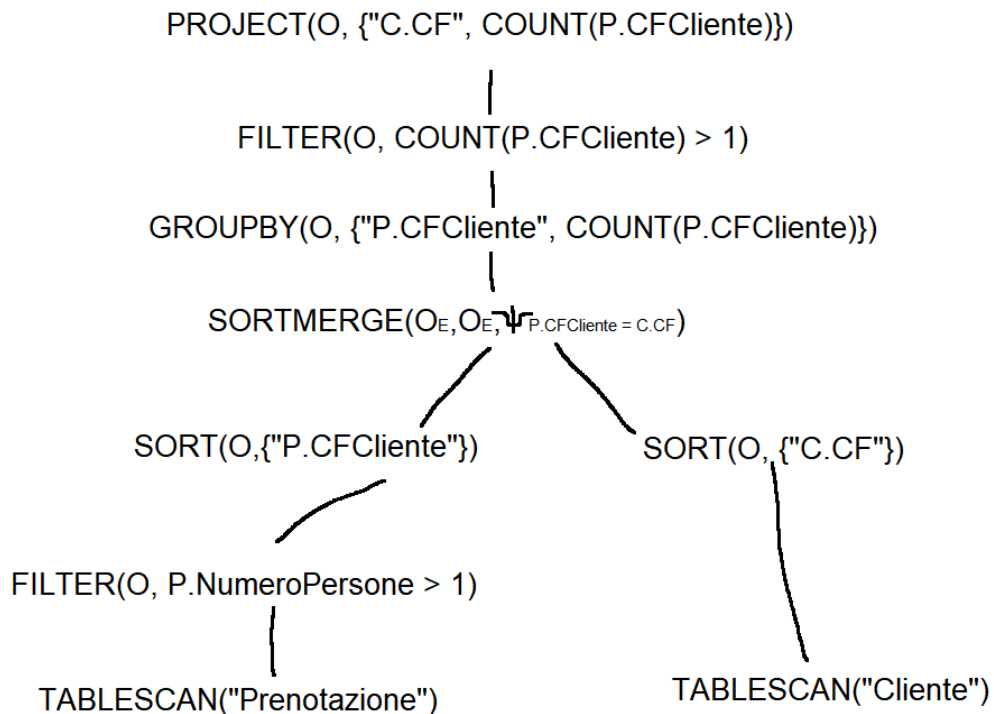 PROJECT(O, {"C.CF", COUNT(P.CFCliente)})
FILTER(O, COUNT(P.CFCliente) > 1)
GROUPBY(O, {"P.CFCliente", COUNT(P.CFCliente)})
SORTMERGE(OE,OE,ψ P.CFCliente = C.CF)
SORT(O,{"P.CFCliente"})
SORT(O, {"C.CF"})
FILTER(O, P.NumeroPersone > 1)
TABLESCAN("Prenotazione")
TABLESCAN("Cliente")